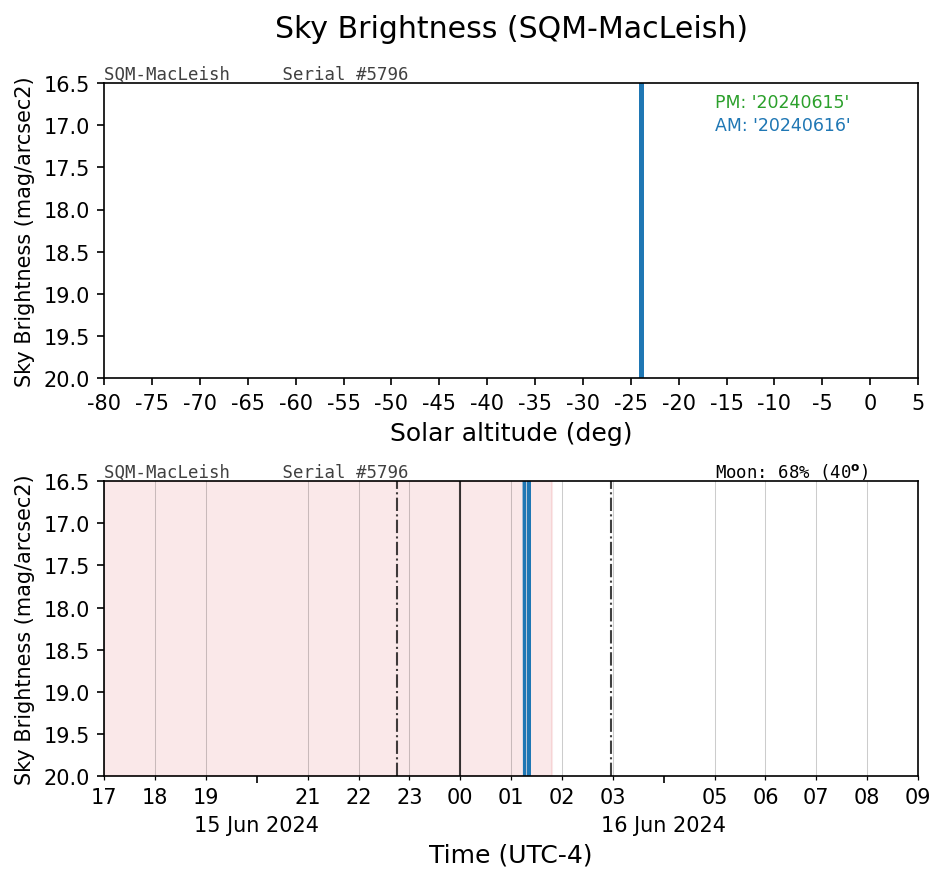 Sky Brightness (SQM-MacLeish)
SQM-MacLeish Serial #5796
16.5
17.0
17.5
18.0
18.5
19.0
19.5
20.0
Sky Brightness (mag/arcsec2)
PM: '20240615'
AM: '20240616'
-80 -75 -70 -65 -60 -55 -50 -45 -40 -35 -30 -25 -20 -15 -10 -5 0 5
Solar altitude (deg)
SQM-MacLeish Serial #5796 Moon: 68% (40°)
16.5
17.0
17.5
18.0
18.5
19.0
19.5
20.0
Sky Brightness (mag/arcsec2)
17 18 19 21 22 23 00 01 02 03 05 06 07 08 09
15 Jun 2024 16 Jun 2024
Time (UTC-4)